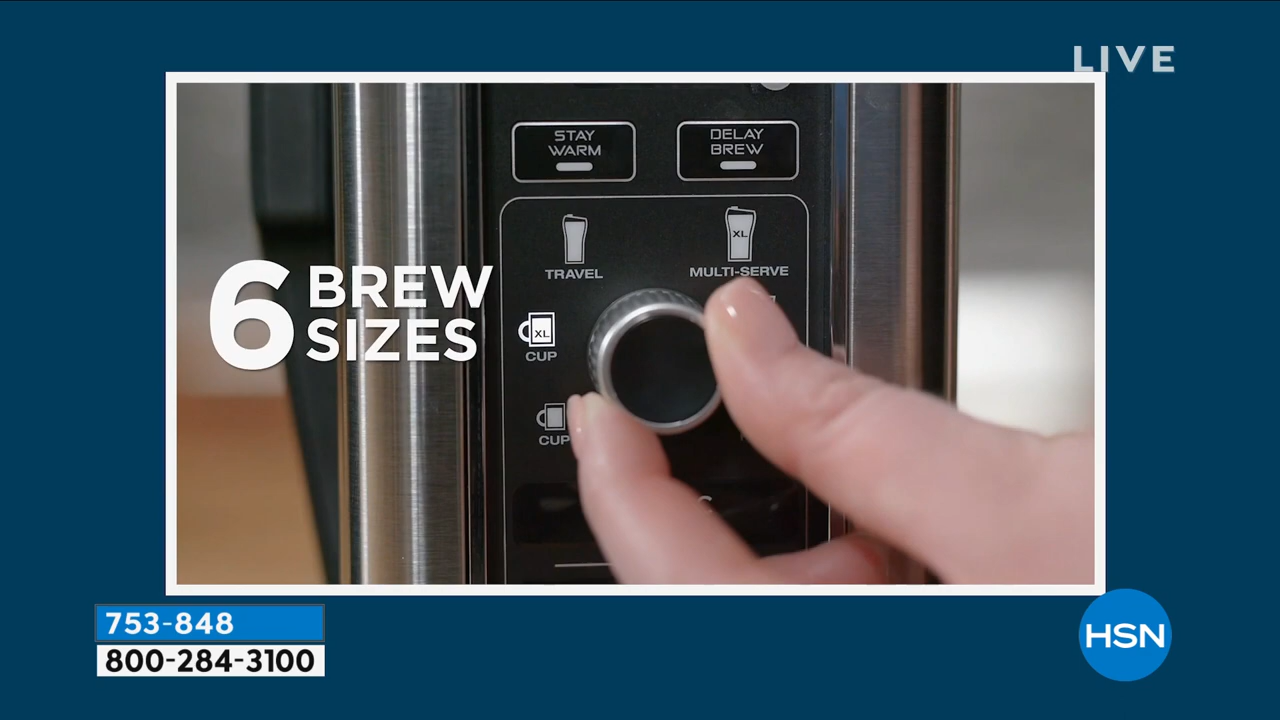 LIVE
STAY
WARM
DELAY
BREW
XL
TRAVEL
MULTI-SERVE
6 BREW
SIZES
XL
CUP
CUP
753-848
800-284-3100
HSN